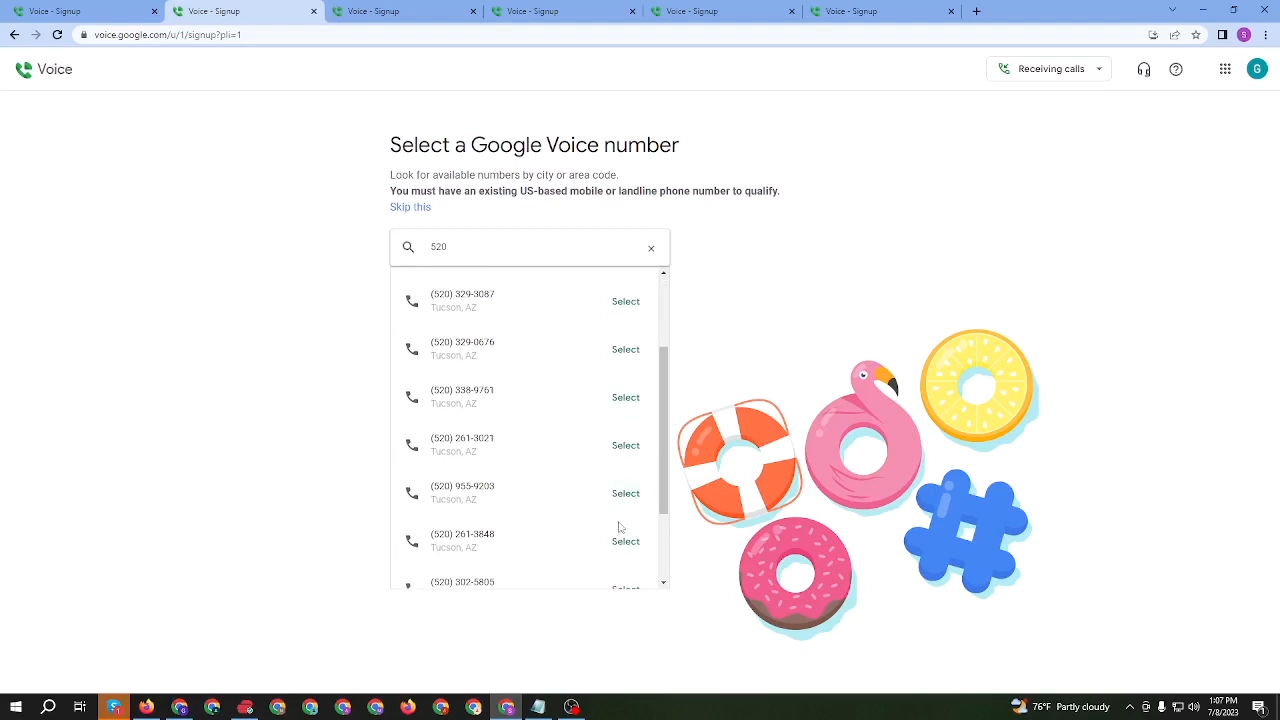 Voice - Signup
Voice - Signup
Voice - Signup
Voice - Signup
Voice - Signup
Voice - Signup
voice.google.com/u/1/signup?pli=1
S
Voice
Receiving calls
G
Select a Google Voice number
Look for available numbers by city or area code.
You must have an existing US-based mobile or landline phone number to qualify.
Skip this
520
(520) 329-3087
Tucson, AZ
Select
(520) 329-0676
Tucson, AZ
Select
(520) 338-9761
Tucson, AZ
Select
(520) 261-3021
Tucson, AZ
Select
(520) 955-9203
Tucson, AZ
Select
(520) 261-3848
Tucson, AZ
Select
(520) 302-5805
Select
76°F Partly cloudy
1:07 PM
7/8/2023